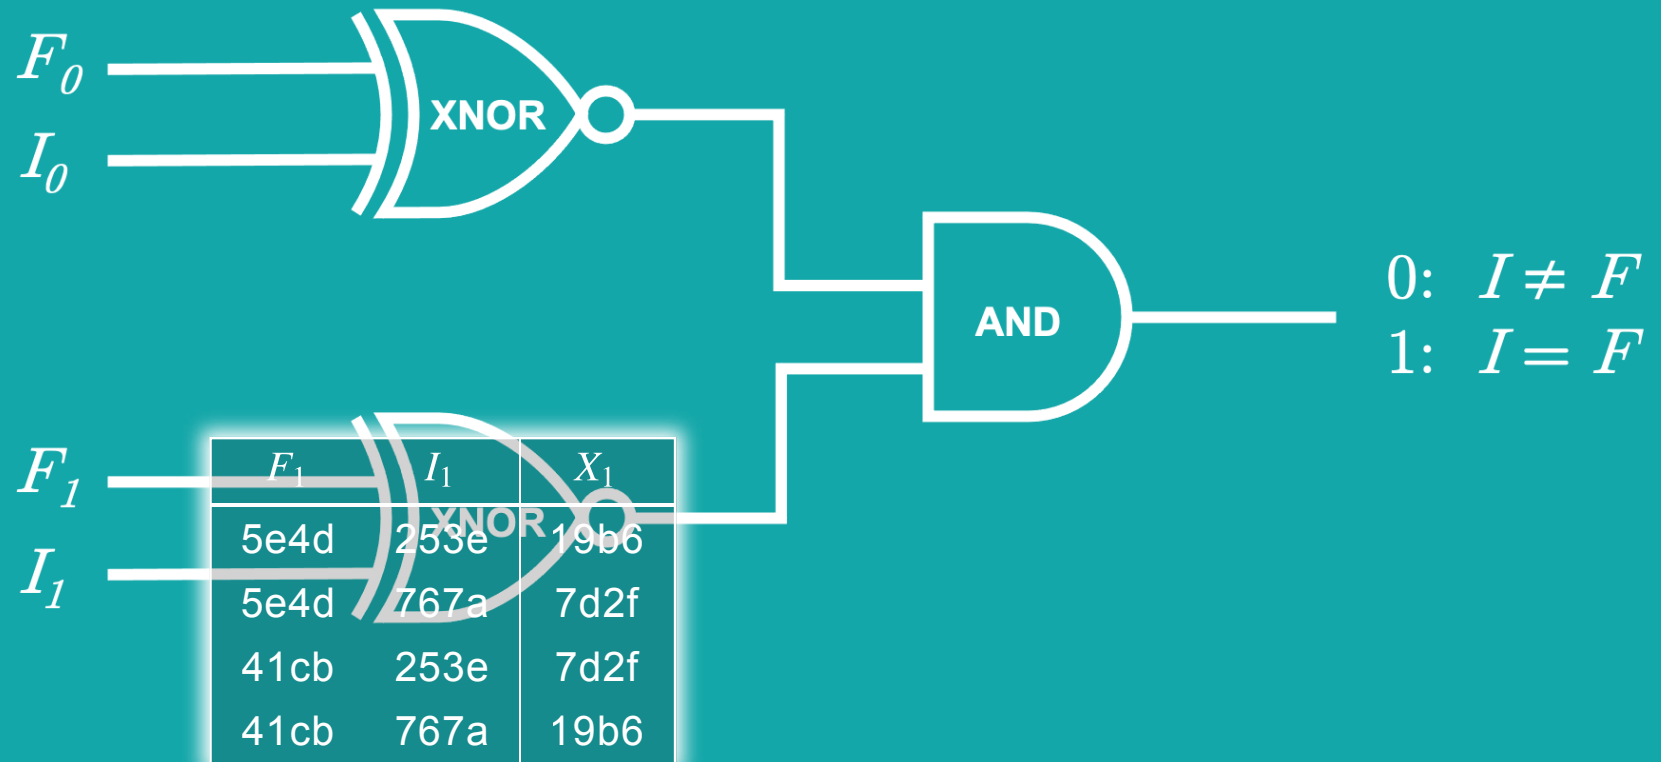 F₀
XNOR
I₀
AND
0: I ≠ F
1: I = F
F₁
I₁
XNOR
F₁ I₁ X₁
5e4d 253e 19b6
5e4d 767a 7d2f
41cb 253e 7d2f
41cb 767a 19b6